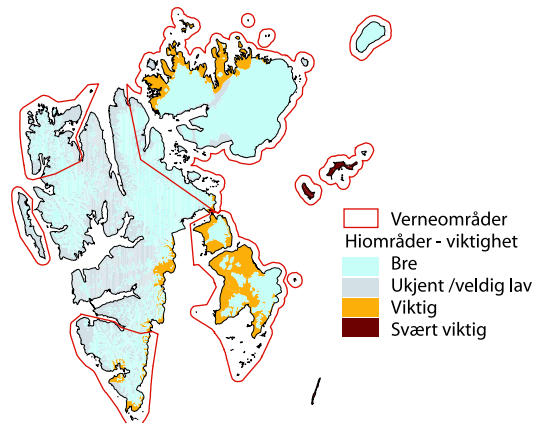 Verneområder
Hiområder - viktighet
Bre
Ukjent /veldig lav
Viktig
Svært viktig